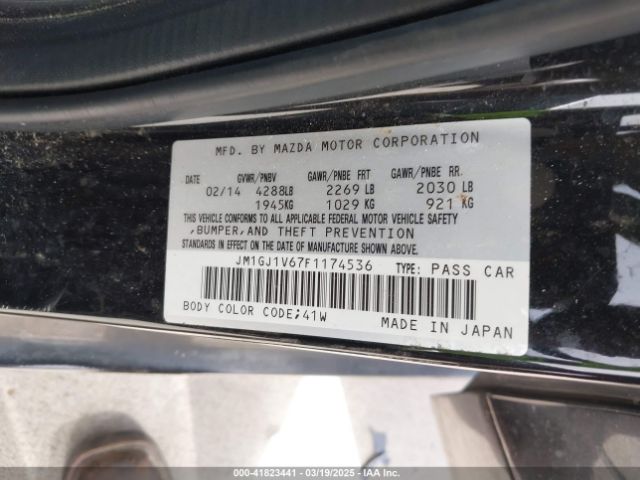 MFD. BY MAZDA MOTOR CORPORATION
DATE GVWR/PNBV GAWR/PNBE FRT GAWR/PNBE RR.
02/14 4288LB 2269 LB 2030 LB
1945KG 1029 KG 921 KG
THIS VEHICLE CONFORMS TO ALL APPLICABLE FEDERAL MOTOR VEHICLE SAFETY
,BUMPER,AND THEFT PREVENTION
STANDARDS IN EFFECT ON THE DATE OF MANUFACTURE SHOWN ABOVE.
JM1GJ1V67F1174536 TYPE: PASS CAR
BODY COLOR CODE;41W MADE IN JAPAN
000-41823441 - 03/19/2025 - IAA Inc.